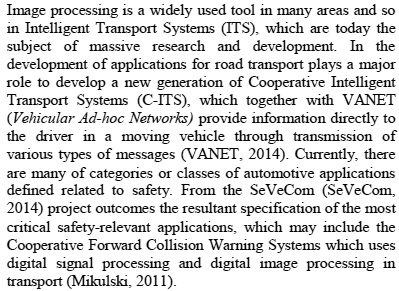 Image processing is a widely used tool in many areas and so
in Intelligent Transport Systems (ITS), which are today the
subject of massive research and development. In the
development of applications for road transport plays a major
role to develop a new generation of Cooperative Intelligent
Transport Systems (C-ITS), which together with VANET
(Vehicular Ad-hoc Networks) provide information directly to
the driver in a moving vehicle through transmission of
various types of messages (VANET, 2014). Currently, there
are many of categories or classes of automotive applications
defined related to safety. From the SeVeCom (SeVeCom,
2014) project outcomes the resultant specification of the most
critical safety-relevant applications, which may include the
Cooperative Forward Collision Warning Systems which uses
digital signal processing and digital image processing in
transport (Mikulski, 2011).